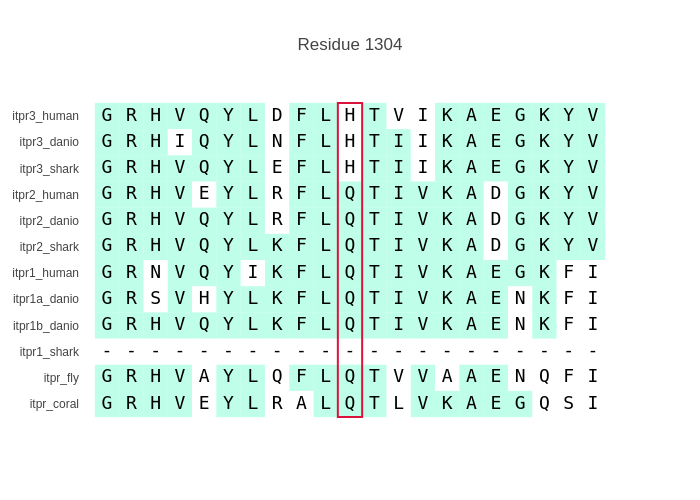 Residue 1304
itpr3_human G R H V Q Y L D F L H T V I K A E G K Y V
itpr3_danio G R H I Q Y L N F L H T I I K A E G K Y V
itpr3_shark G R H V Q Y L E F L H T I I K A E G K Y V
itpr2_human G R H V E Y L R F L Q T I V K A D G K Y V
itpr2_danio G R H V Q Y L R F L Q T I V K A D G K Y V
itpr2_shark G R H V Q Y L K F L Q T I V K A D G K Y V
itpr1_human G R N V Q Y I K F L Q T I V K A E G K F I
itpr1a_danio G R S V H Y L K F L Q T I V K A E N K F I
itpr1b_danio G R H V Q Y L K F L Q T I V K A E N K F I
itpr1_shark - - - - - - - - - - - - - - - - - - - - -
itpr_fly G R H V A Y L Q F L Q T V V A A E N Q F I
itpr_coral G R H V E Y L R A L Q T L V K A E G Q S I